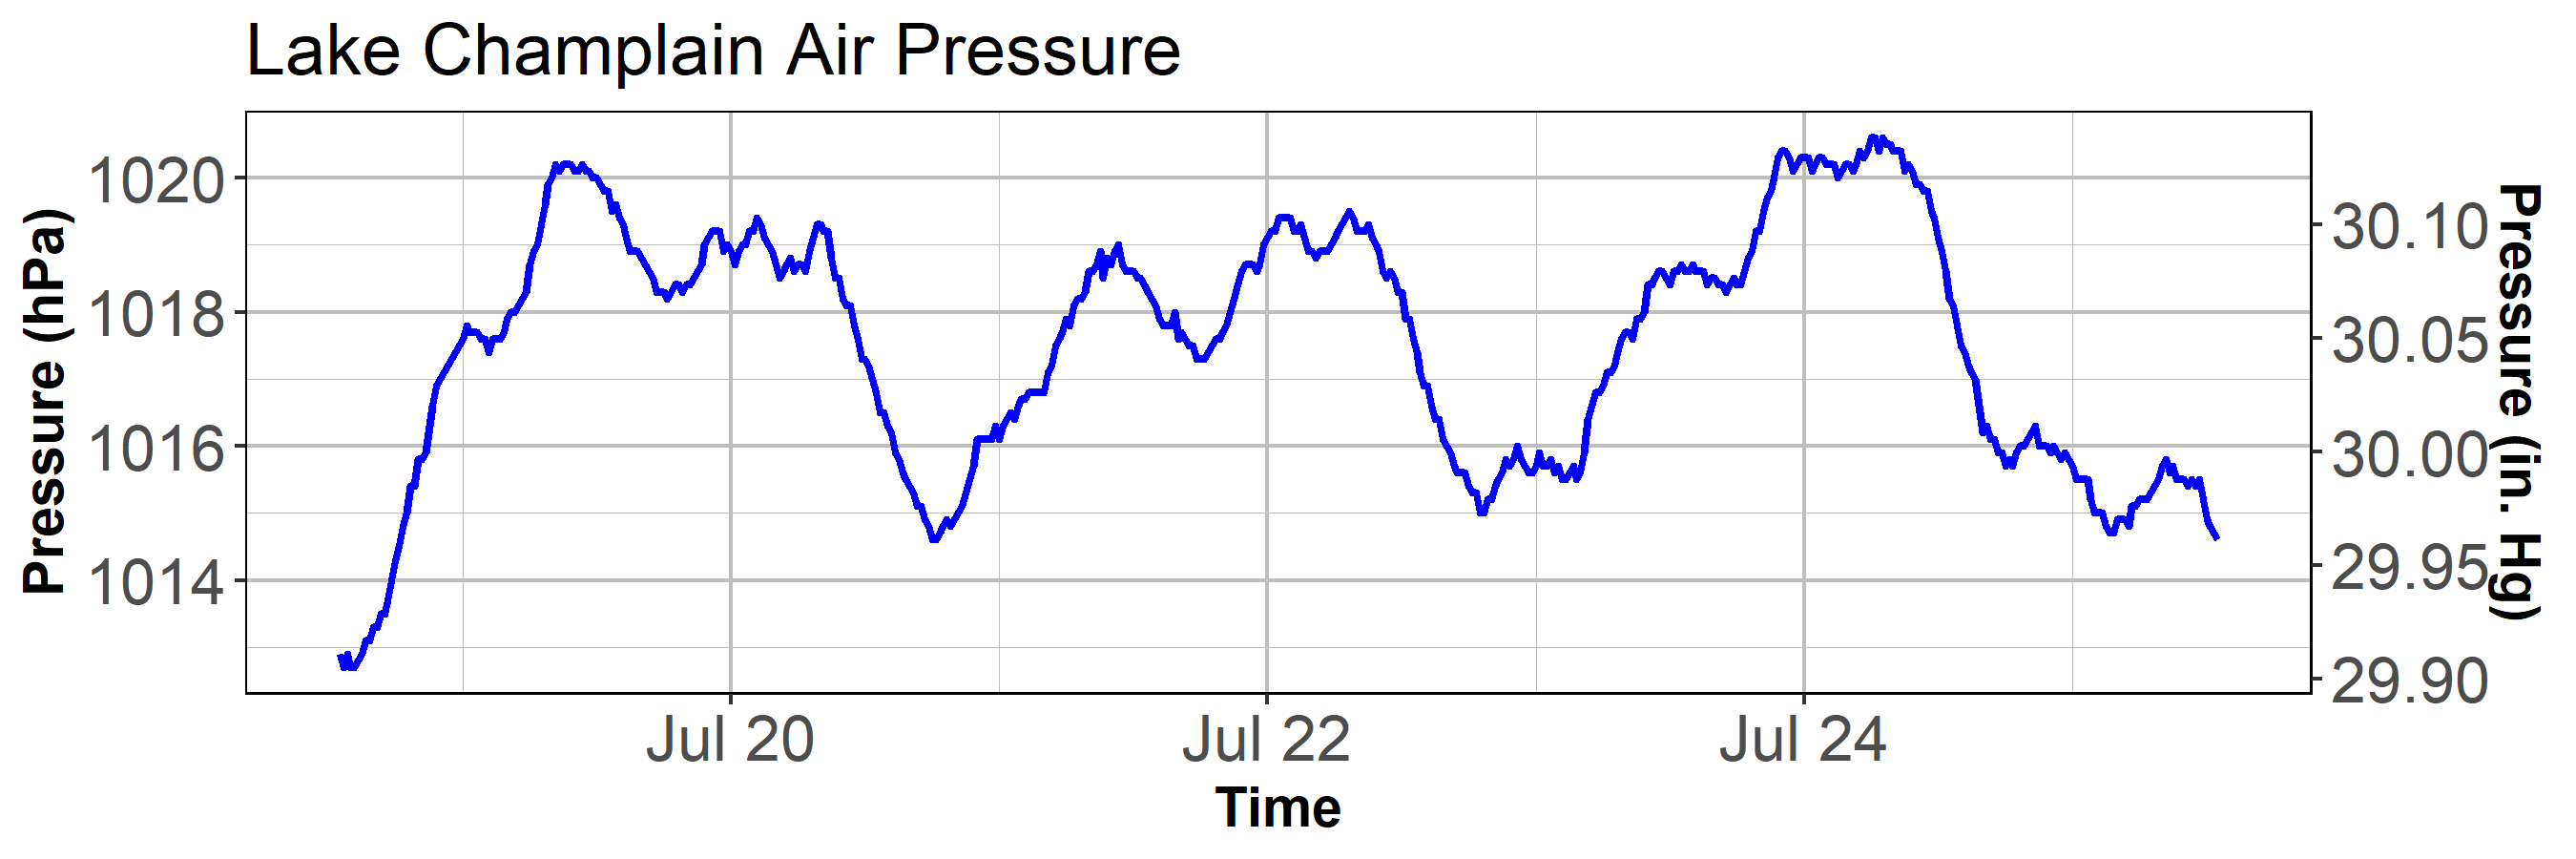 Lake Champlain Air Pressure
Pressure (hPa)
1020
1018
1016
1014
30.10
30.05
30.00
29.95
29.90
Pressure (in. Hg)
Jul 20 Jul 22 Jul 24
Time